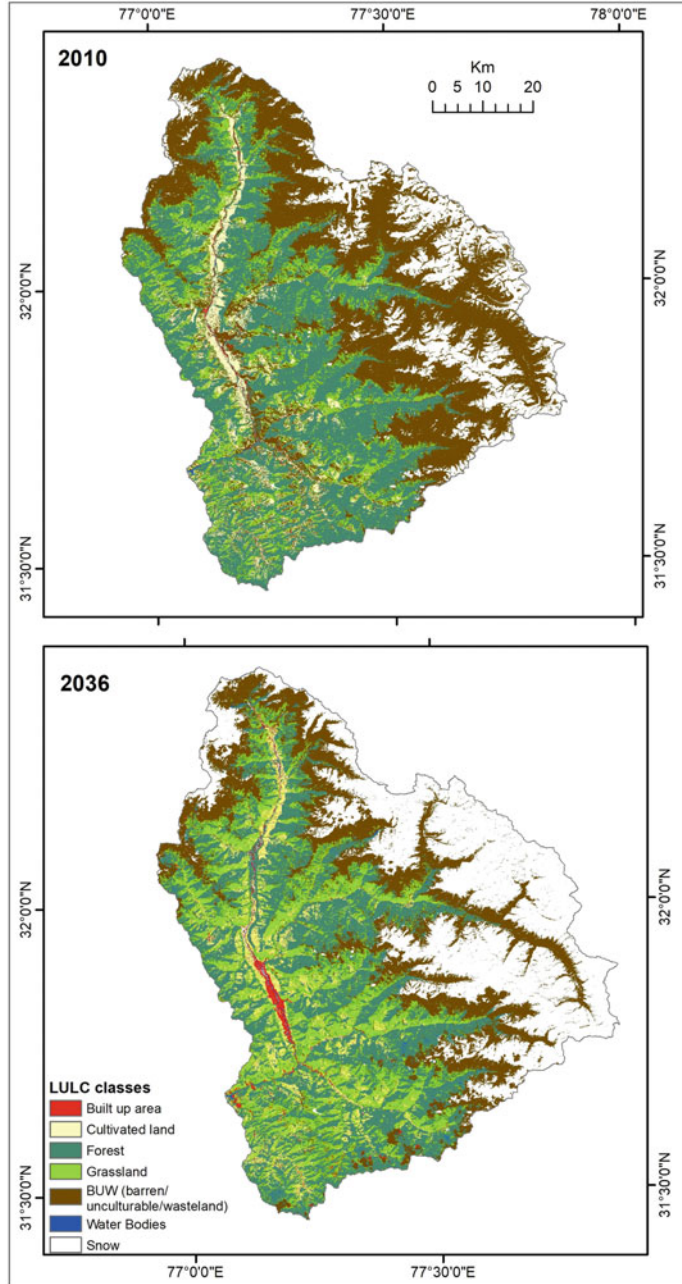 77°0'0"E 77°30'0"E 78°0'0"E
2010
Km
0 5 10 20
32°0'0"N 32°0'0"N
31°30'0"N 31°30'0"N
2036
32°0'0"N 32°0'0"N
LULC classes
Built up area
Cultivated land
Forest
Grassland
BUW (barren/
unculturable/wasteland)
Water Bodies
Snow
31°30'0"N 31°30'0"N
77°0'0"E 77°30'0"E